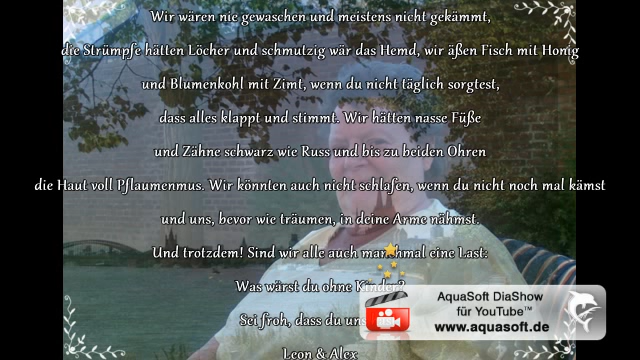 Wir wären nie gewaschen und meistens nicht gekämmt,
die Strümpfe hätten Löcher und schmutzig wär das Hemd, wir äßen Fisch mit Honig
und Blumenkohl mit Zimt, wenn du nicht täglich sorgtest,
dass alles klappt und stimmt. Wir hätten nasse Füße
und Zähne schwarz wie Russ und bis zu beiden Ohren
die Haut voll Pflaumenmus. Wir könnten auch nicht schlafen, wenn du nicht noch mal kämst
und uns, bevor wie träumen, in deine Arme nähmst.
Und trotzdem! Sind wir alle auch manchmal eine Last:
Was wärst du ohne Kinder?
Sei froh, dass du uns
Leon & Alex
AquaSoft DiaShow
für YouTube™
www.aquasoft.de